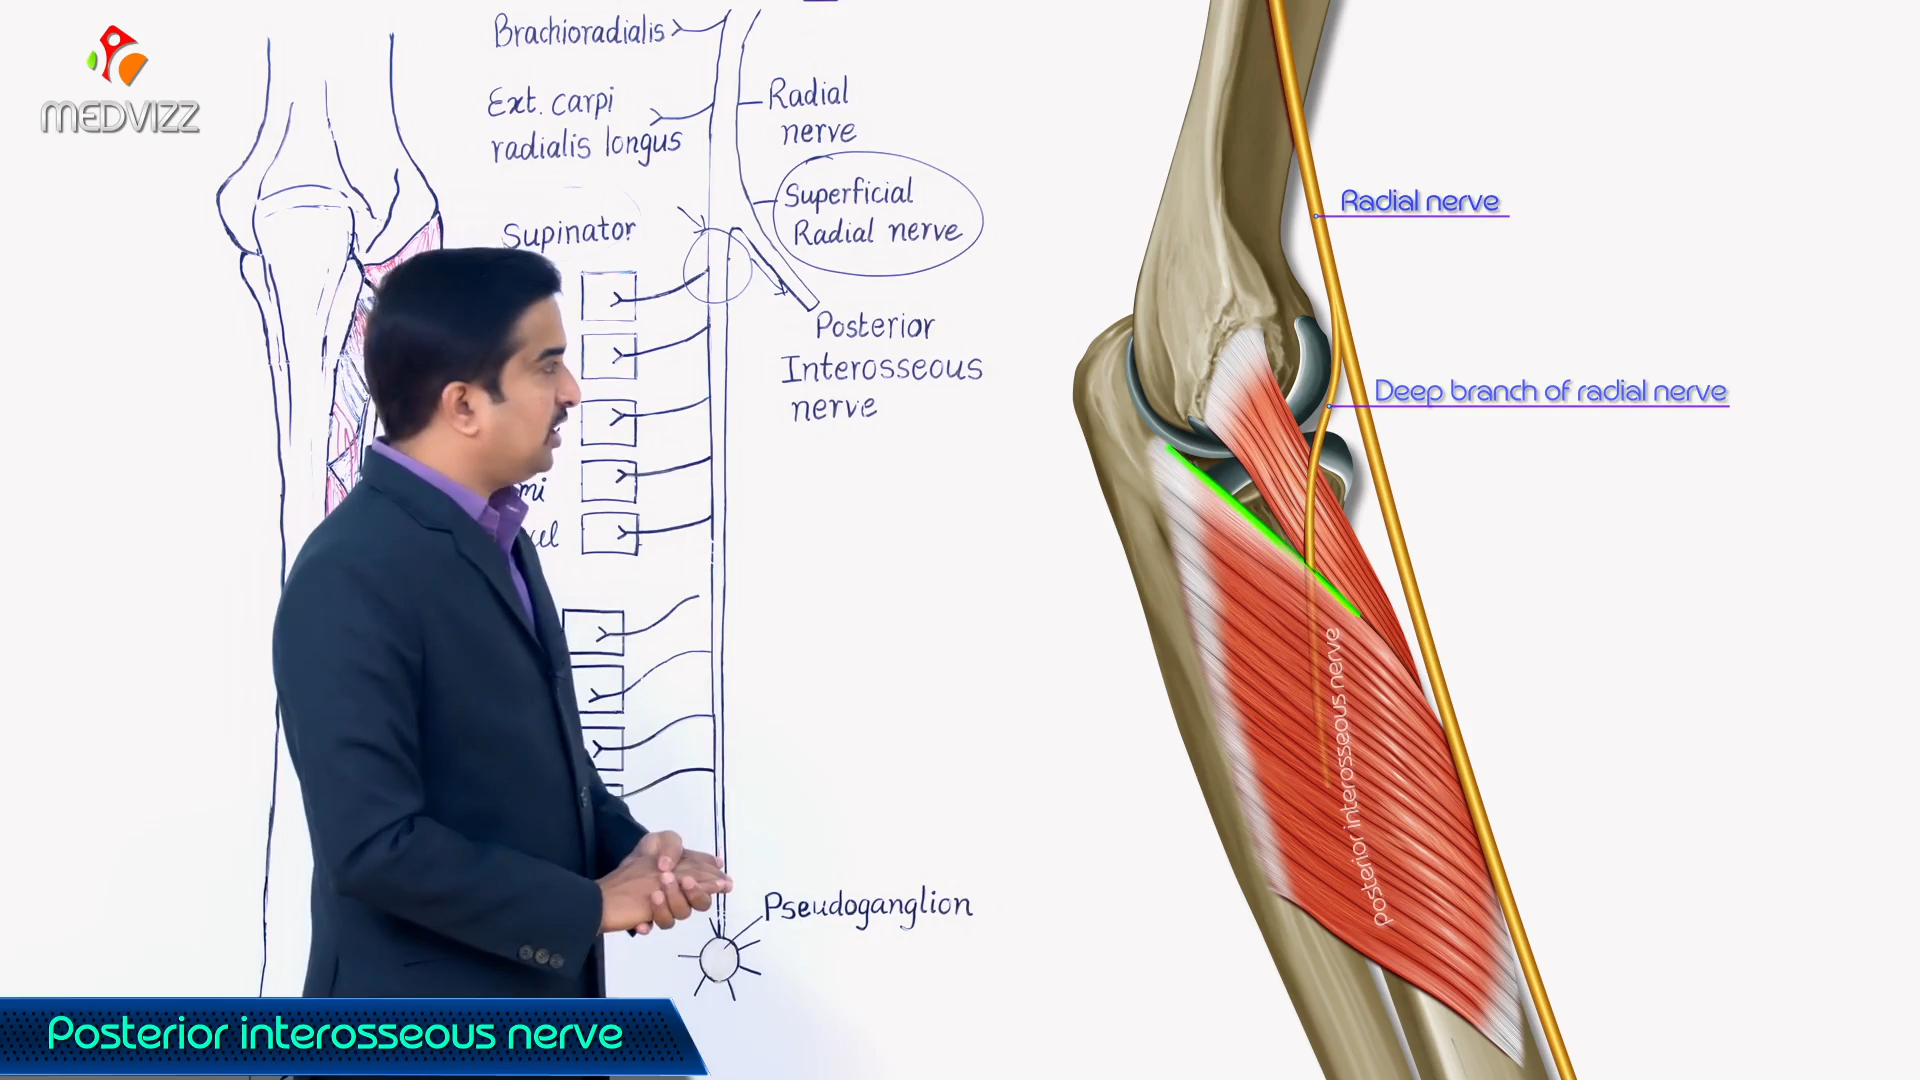 MEDVIZZ
Brachioradialis
Ext. carpi
radialis longus
Radial
nerve
Superficial
Radial nerve
Supinator
Posterior
Interosseous
nerve
Pseudoganglion
Radial nerve
Deep branch of radial nerve
posterior interosseous nerve
Posterior interosseous nerve